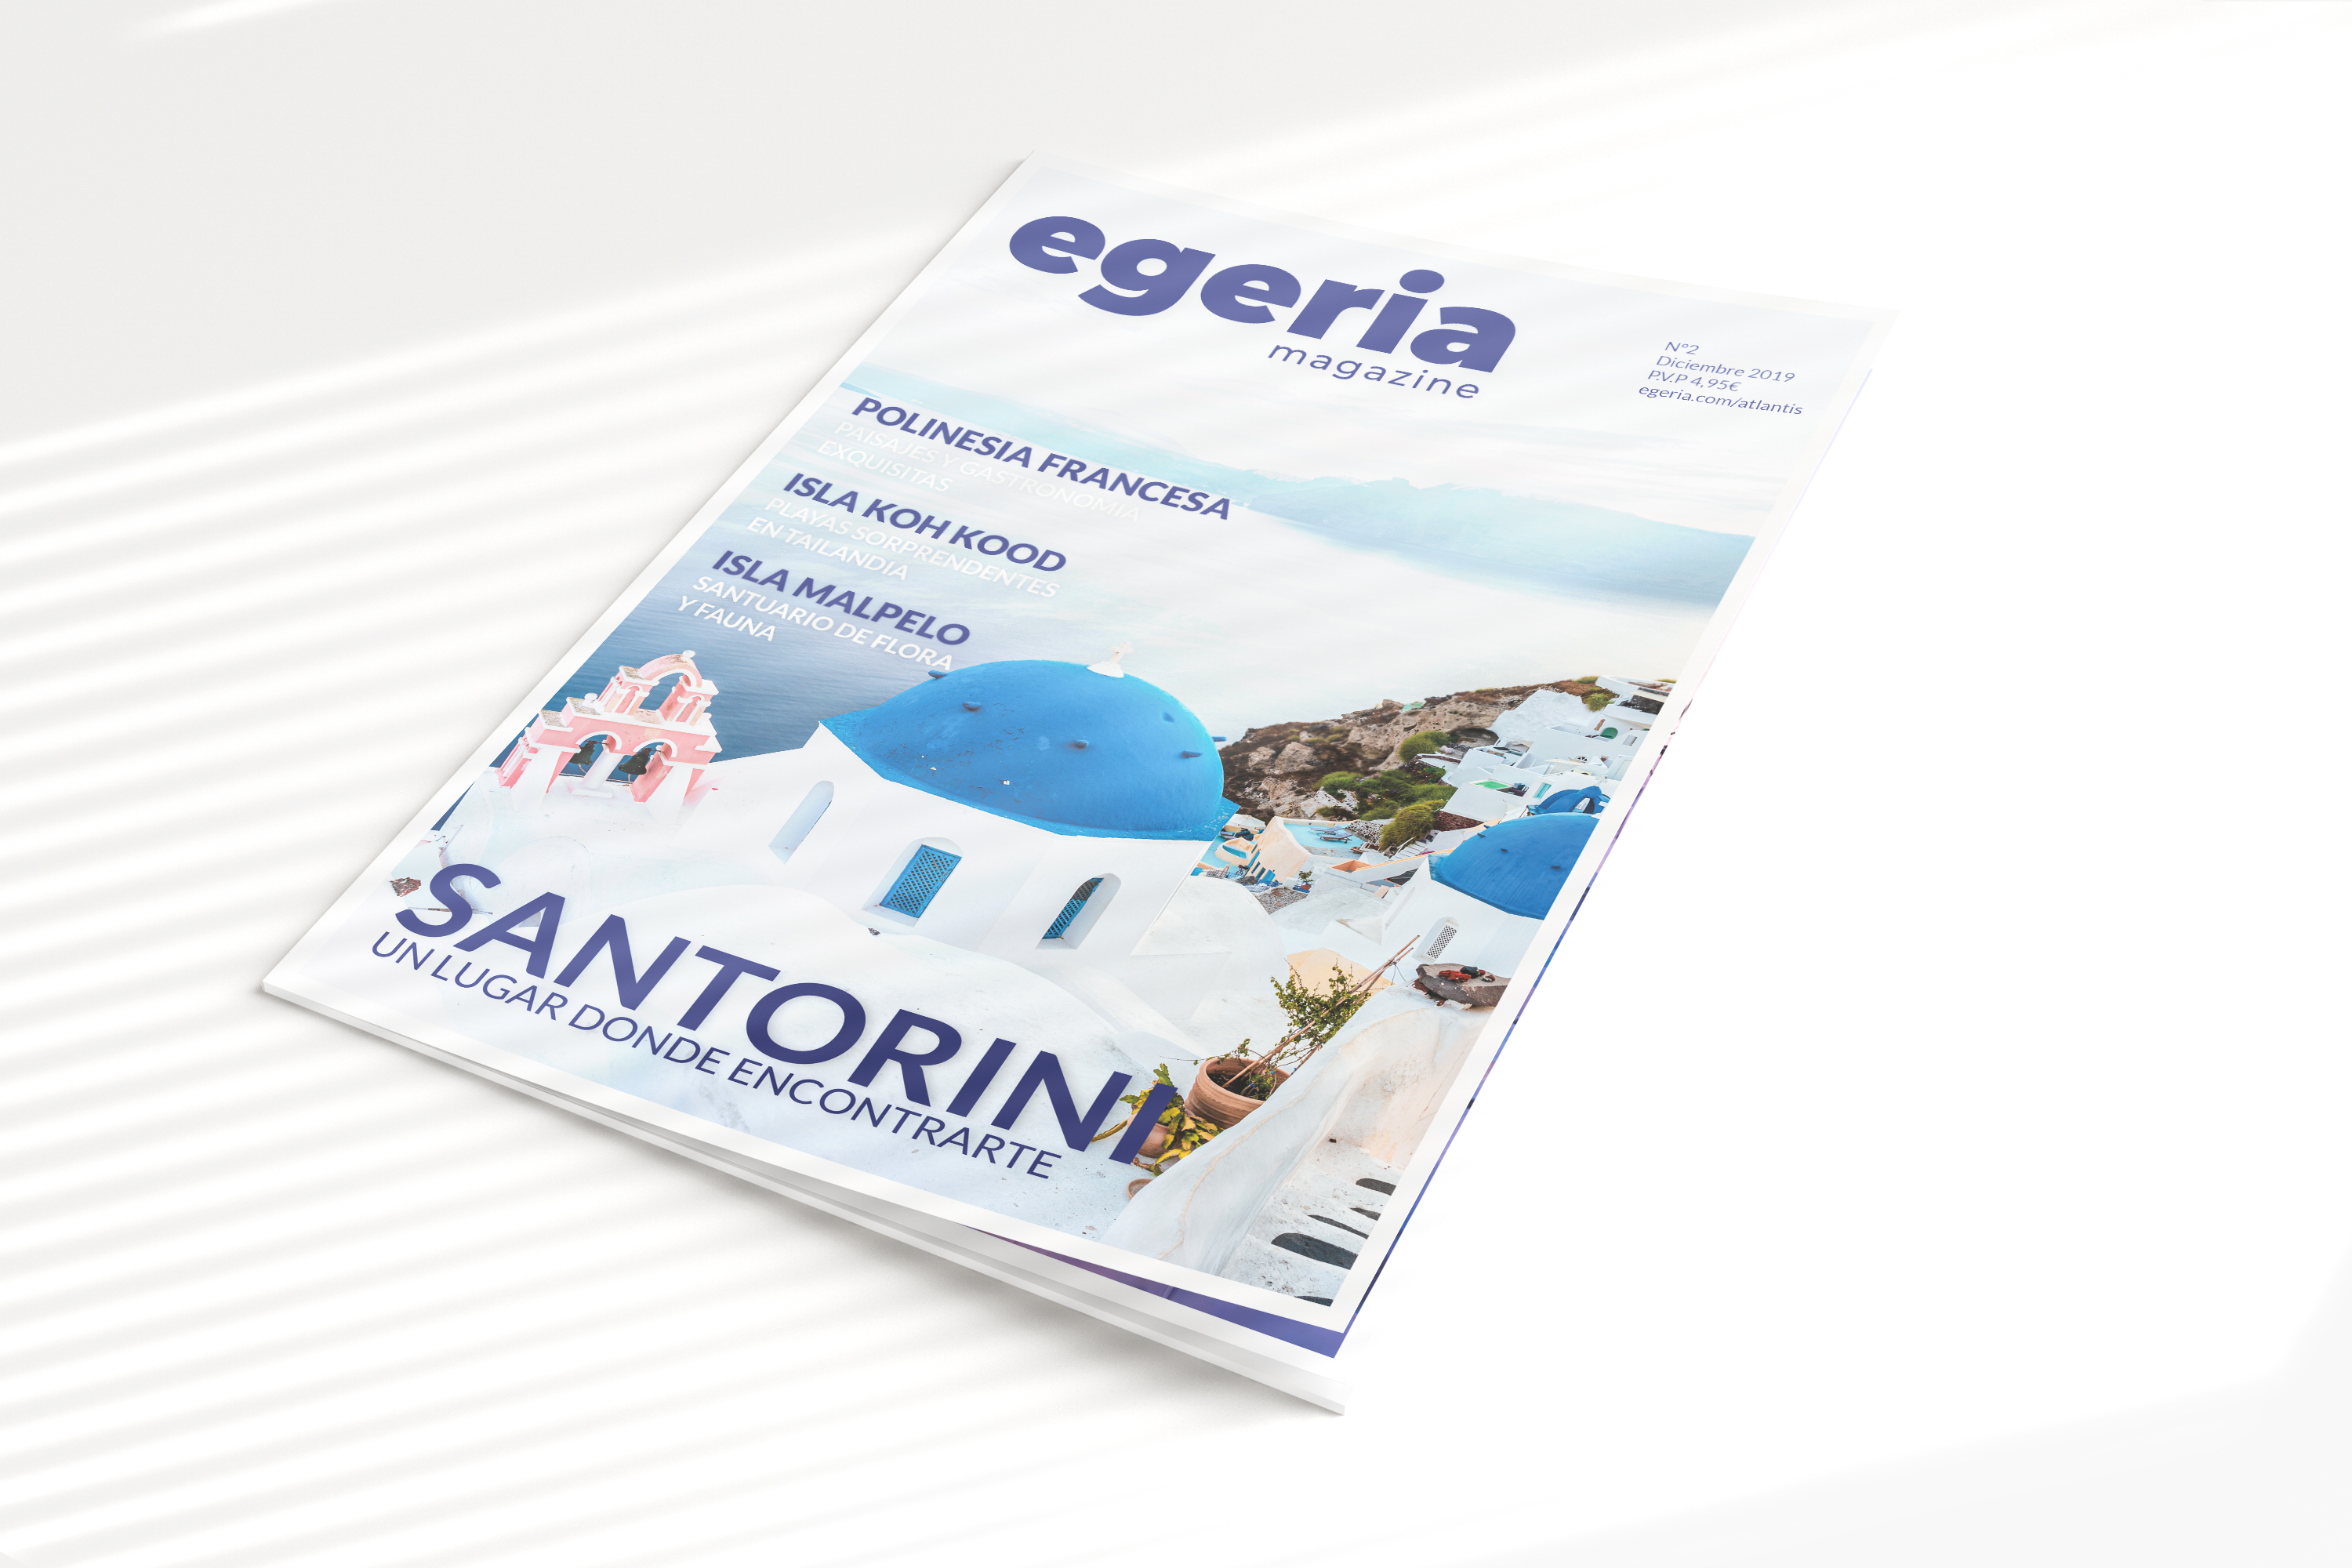 egeria
magazine
Nº2
Diciembre 2019
P.V.P 4,95€
egeria.com/atlantis
POLINESIA FRANCESA
PAISAJES Y GASTRONOMÍA
EXQUISITAS
ISLA KOH KOOD
PLAYAS SORPRENDENTES
EN TAILANDIA
ISLA MALPELO
SANTUARIO DE FLORA
Y FAUNA
SANTORINI
UN LUGAR DONDE ENCONTRARTE